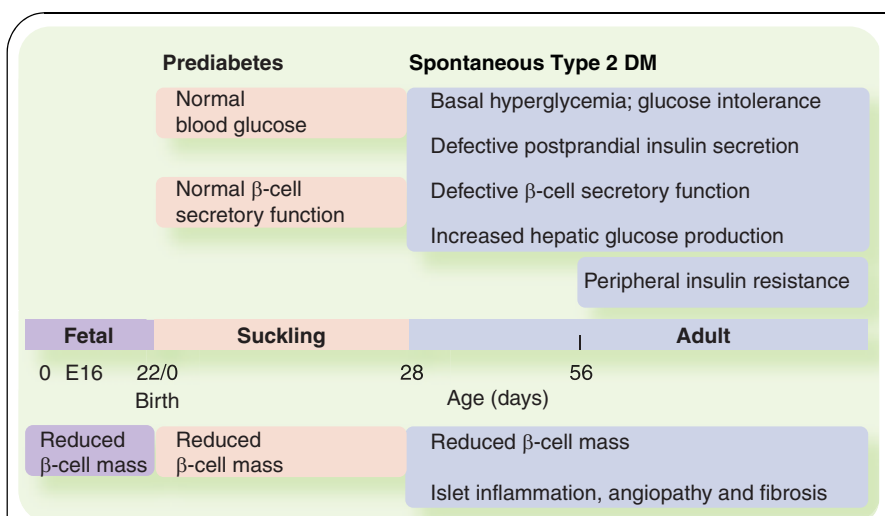 Prediabetes
Spontaneous Type 2 DM
Normal
blood glucose
Basal hyperglycemia; glucose intolerance
Defective postprandial insulin secretion
Normal β-cell
secretory function
Defective β-cell secretory function
Increased hepatic glucose production
Peripheral insulin resistance
Fetal
Suckling
Adult
0 E16 22/0 28 56
Birth
Age (days)
Reduced
β-cell mass
Reduced
β-cell mass
Reduced β-cell mass
Islet inflammation, angiopathy and fibrosis